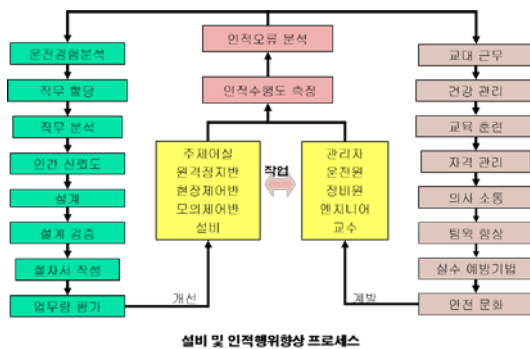 인적오류 분석
인적수행도 측정
운전경험분석
직무 할당
직무 분석
인간 신뢰도
설계
설계 검증
절차서 작성
업무량 평가
주제어실
원격정지반
현장제어반
모의제어반
설비
작업
관리자
운전원
정비원
엔지니어
교수
교대 근무
건강 관리
교육 훈련
자격 관리
의사 소통
팀웍 향상
실수 예방기법
안전 문화
개선
계발
설비 및 인적행위향상 프로세스